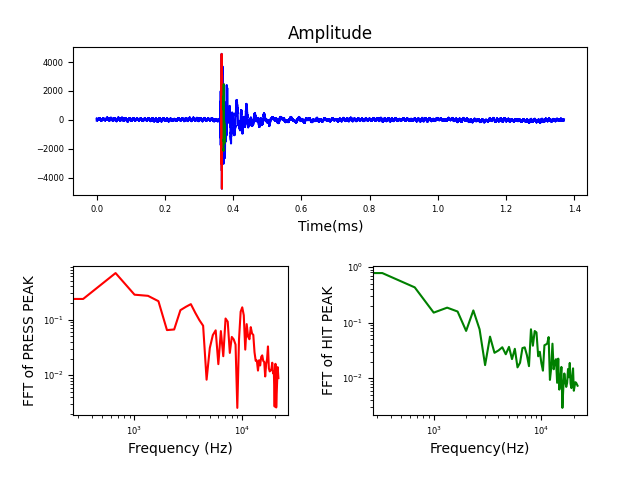 Amplitude
4000
2000
0
−2000
−4000
0.0 0.2 0.4 0.6 0.8 1.0 1.2 1.4
Time(ms)
FFT of PRESS PEAK
10⁻¹
10⁻²
10³ 10⁴
Frequency (Hz)
FFT of HIT PEAK
10⁰
10⁻¹
10⁻²
10³ 10⁴
Frequency(Hz)